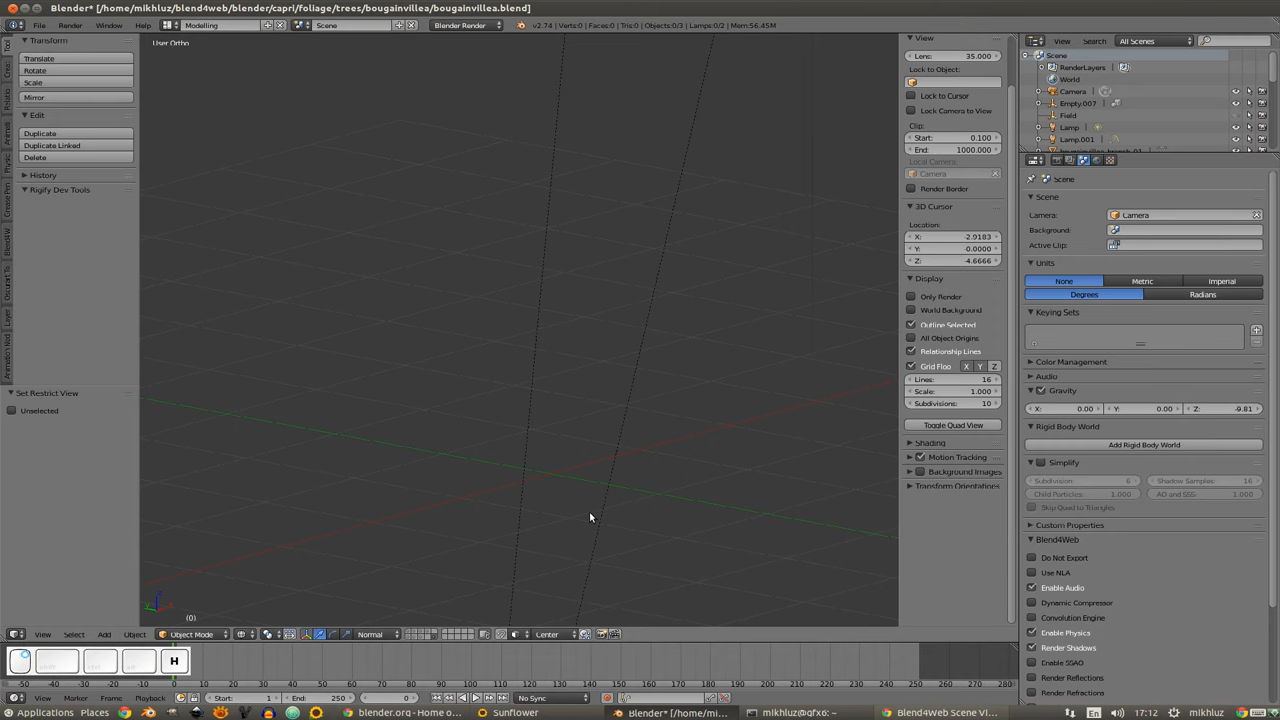 Blender* [/home/mikhluz/blend4web/blender/capri/foliage/trees/bougainvillea/bougainvillea.blend]
File Render Window Help Modelling Scene Blender Render v2.74 | Verts:0 | Faces:0 | Tris:0 | Objects:0/3 | Lamps:0/2 | Mem:56.45M
Transform
Translate
Rotate
Scale
Mirror
Edit
Duplicate
Duplicate Linked
Delete
History
Rigify Dev Tools
Set Restrict View
Unselected
User Ortho
(0)
View
Lens: 35.000
Lock to Object:
Lock to Cursor
Lock Camera to View
Clip:
Start: 0.100
End: 1000.000
Local Camera:
Camera
Render Border
3D Cursor
Location:
X: -2.9183
Y: -0.0000
Z: -4.6666
Display
Only Render
World Background
Outline Selected
All Object Origins
Relationship Lines
Grid Floo X Y Z
Lines: 16
Scale: 1.000
Subdivisions: 10
Toggle Quad View
Shading
Motion Tracking
Background Images
Transform Orientations
View Search All Scenes
Scene
RenderLayers
World
Camera
Empty.007
Field
Lamp
Lamp.001
Scene
Scene
Camera: Camera
Background:
Active Clip:
Units
None Metric Imperial
Degrees Radians
Keying Sets
Color Management
Audio
Gravity
X: 0.00 Y: 0.00 Z: -9.81
Rigid Body World
Add Rigid Body World
Simplify
Subdivision: 6 Shadow Samples: 16
Child Particles: 1.000 AO and SSS: 1.000
Skip Quad to Triangles
Custom Properties
Blend4Web
Do Not Export
Use NLA
Enable Audio
Dynamic Compressor
Convolution Engine
Enable Physics
Render Shadows
Enable SSAO
Render Reflections
Render Refractions
View Select Add Object Object Mode Normal Center
shift ctrl alt H
-50 -40 -30 -20 -10 0 10 20 30 40 50 60 70 80 90 100 110 120 130 140 150 160 170 180 190 200 210 220 230 240 250 260 270 280
View Marker Frame Playback Start: 1 End: 250 0 No Sync
Applications Places blender.org - Home o... Sunflower Blender* [/home/mi... mikhluz@gfx6: ~ Blend4Web Scene Vi... En 17:12 mikhluz